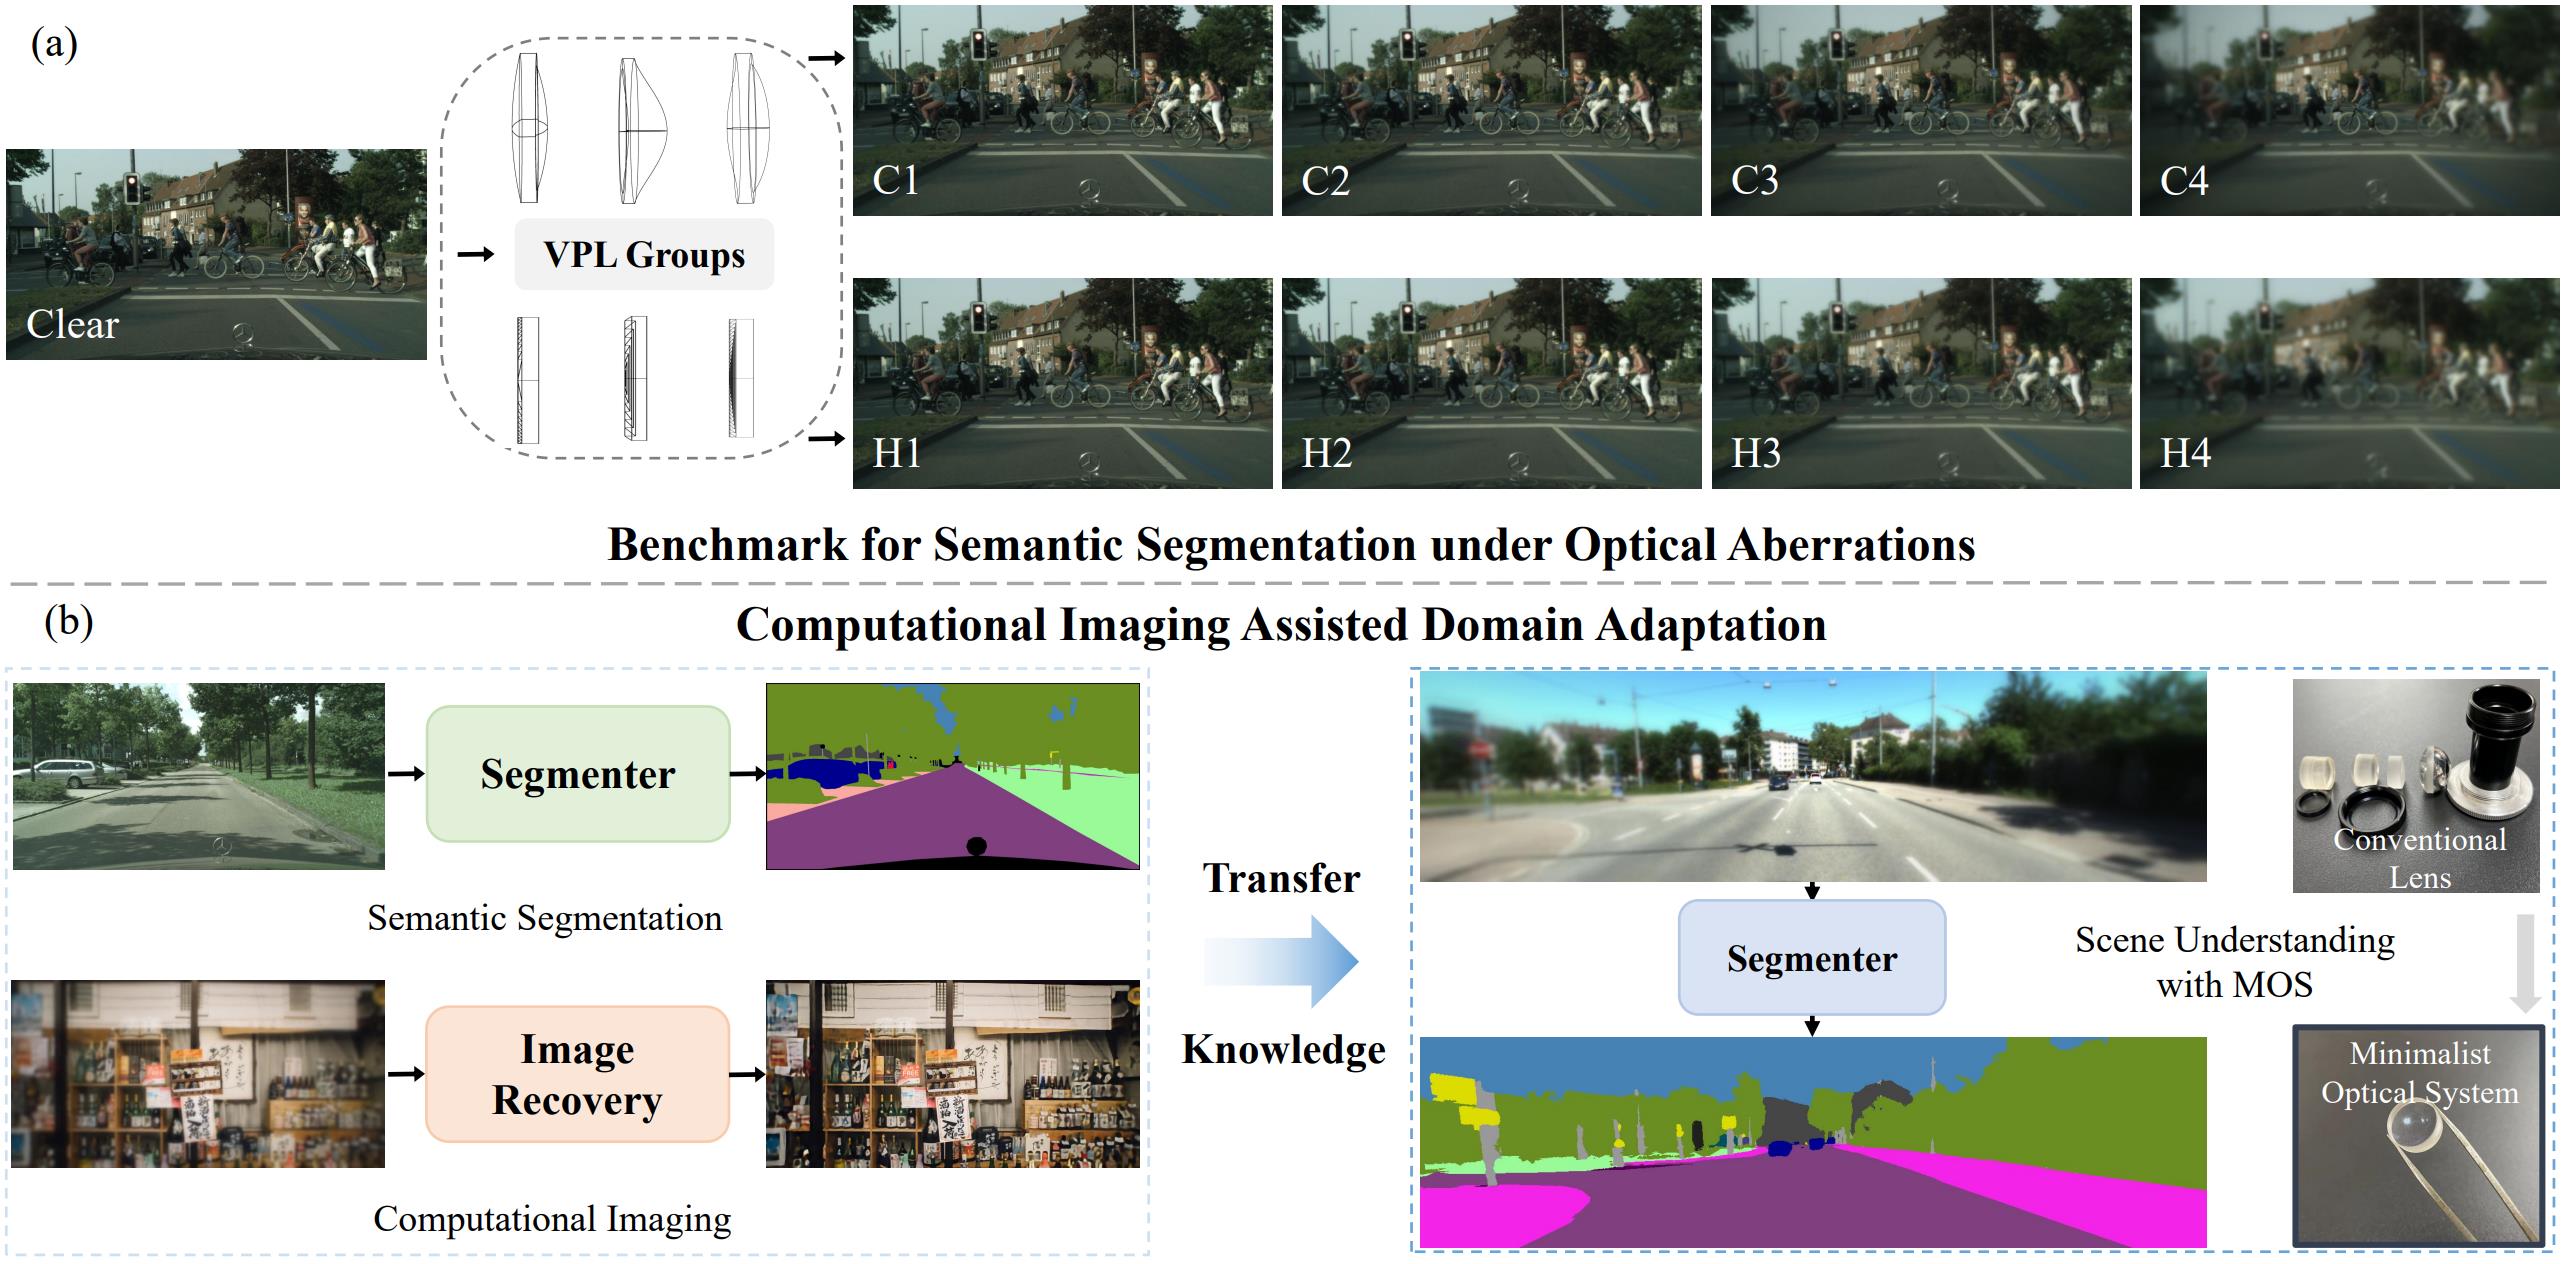 (a)
Clear
VPL Groups
C1
C2
C3
C4
H1
H2
H3
H4
Benchmark for Semantic Segmentation under Optical Aberrations
(b)
Computational Imaging Assisted Domain Adaptation
Segmenter
Semantic Segmentation
Image
Recovery
Computational Imaging
Transfer
Knowledge
Segmenter
Conventional
Lens
Scene Understanding
with MOS
Minimalist
Optical System